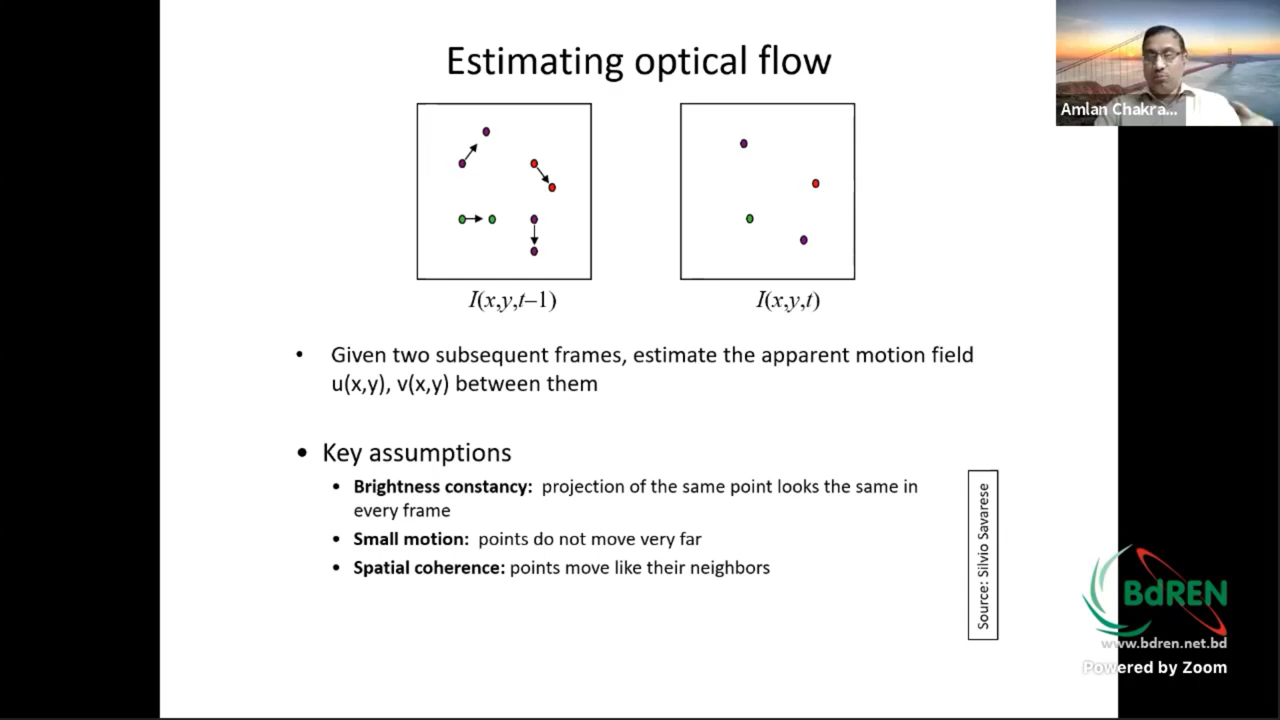 Estimating optical flow
Amlan Chakra...
I(x,y,t–1)
I(x,y,t)
• Given two subsequent frames, estimate the apparent motion field
u(x,y), v(x,y) between them
• Key assumptions
• Brightness constancy: projection of the same point looks the same in
every frame
• Small motion: points do not move very far
• Spatial coherence: points move like their neighbors
Source: Silvio Savarese
BdREN
www.bdren.net.bd
Powered by Zoom